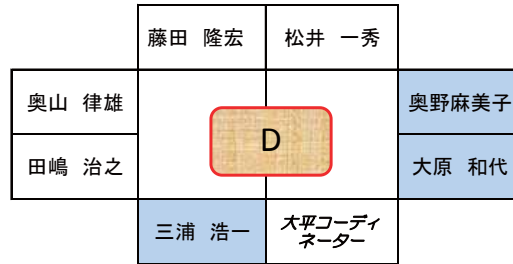 藤田 隆宏
松井 一秀
奥山 律雄
奥野麻美子
D
田嶋 治之
大原 和代
三浦 浩一
大平コーディ
ネーター